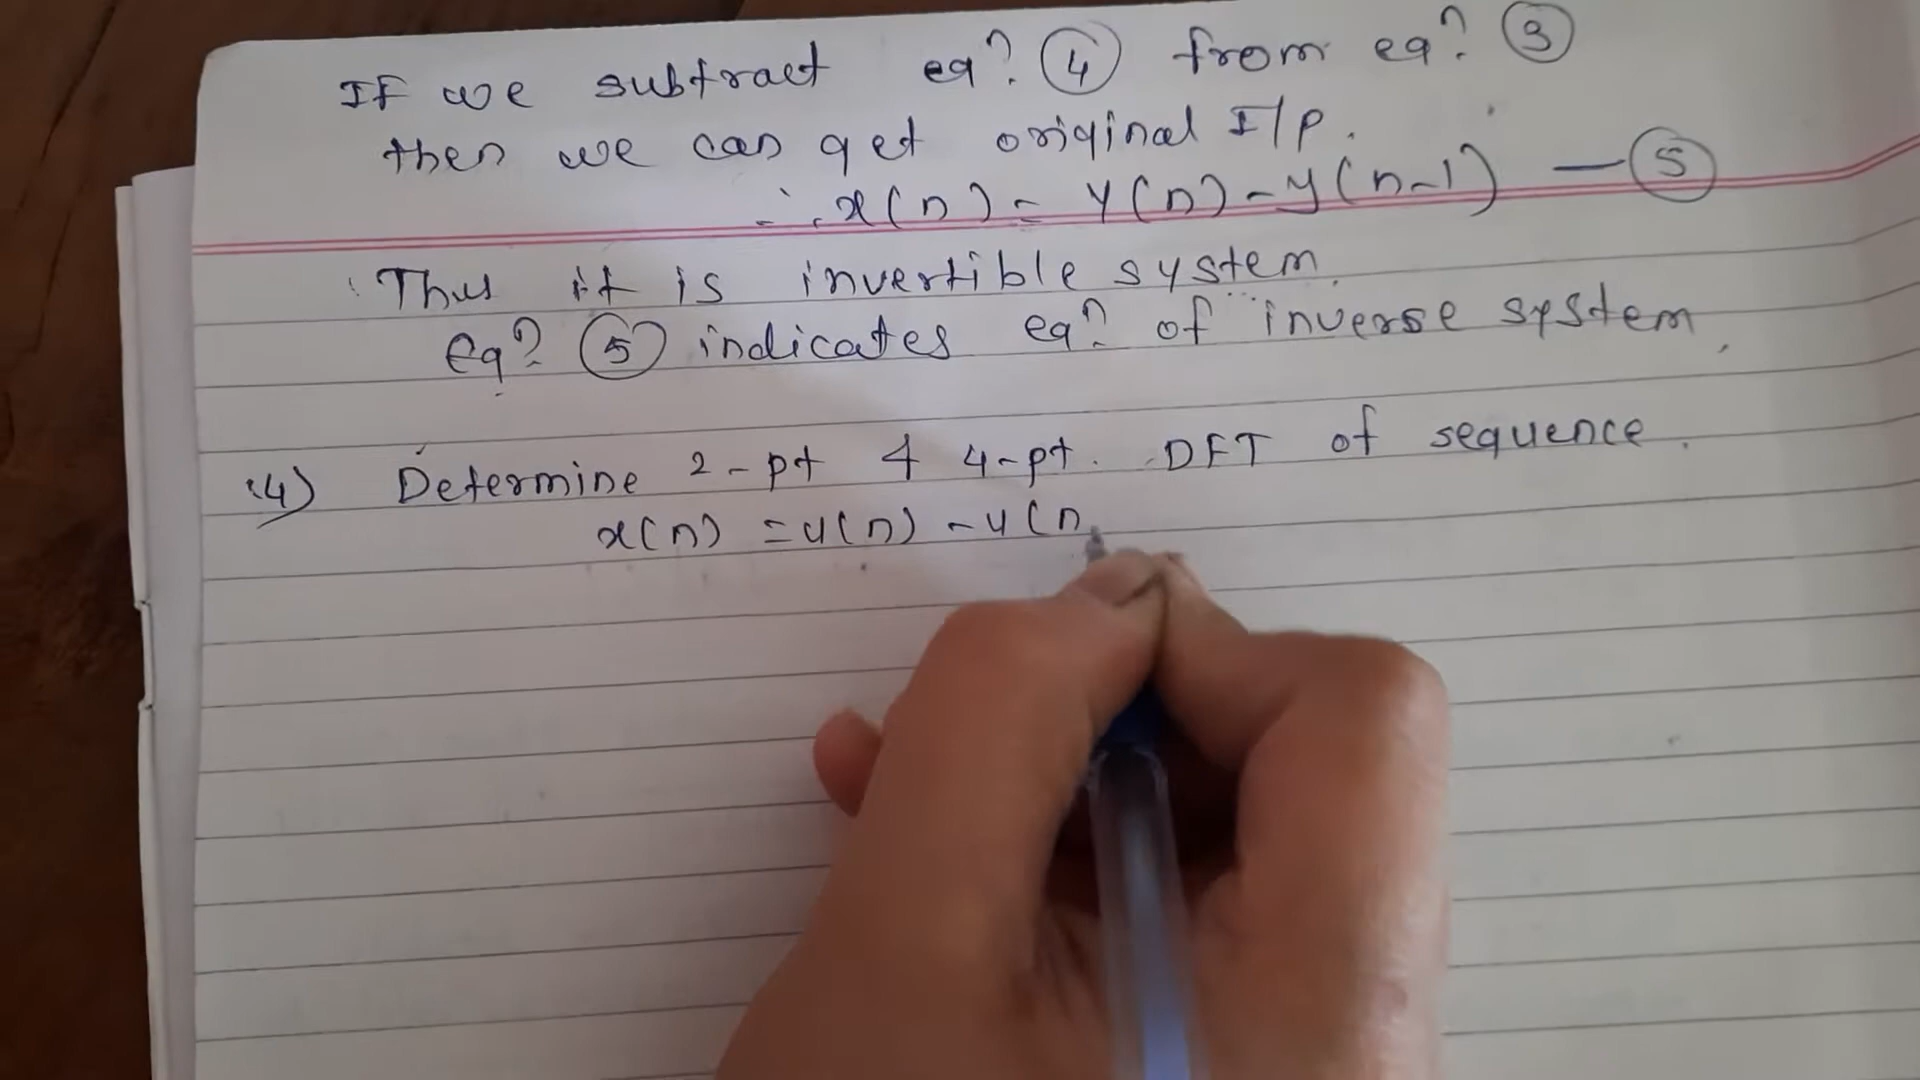 If we subtract eqn. 4 from eqn. 3
then we can get original I/p.
∴ x(n) = y(n) - y(n-1) — 5
Thus it is invertible system.
Eqn. 5 indicates eqn. of inverse system.
(4) Determine 2-pt & 4-pt. DFT of sequence.
x(n) = u(n) - u(n